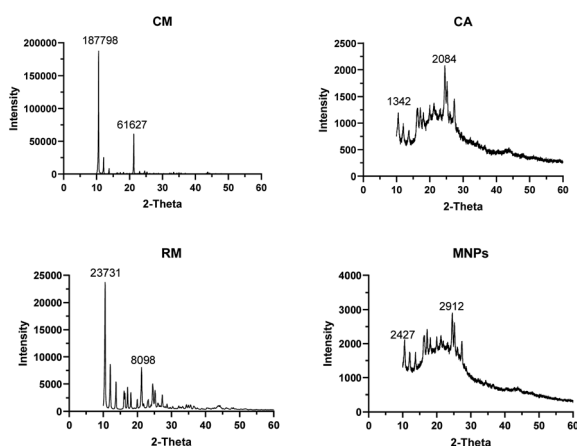 CM
187798
200000
150000
100000
50000
0
61627
Intensity
0 10 20 30 40 50 60
2-Theta
CA
2500
2000
1500
1000
500
0
1342
2084
Intensity
0 10 20 30 40 50 60
2-Theta
RM
25000
20000
15000
10000
5000
0
23731
8098
Intensity
0 10 20 30 40 50 60
2-Theta
MNPs
4000
3000
2000
1000
0
2427
2912
Intensity
0 10 20 30 40 50 60
2-Theta